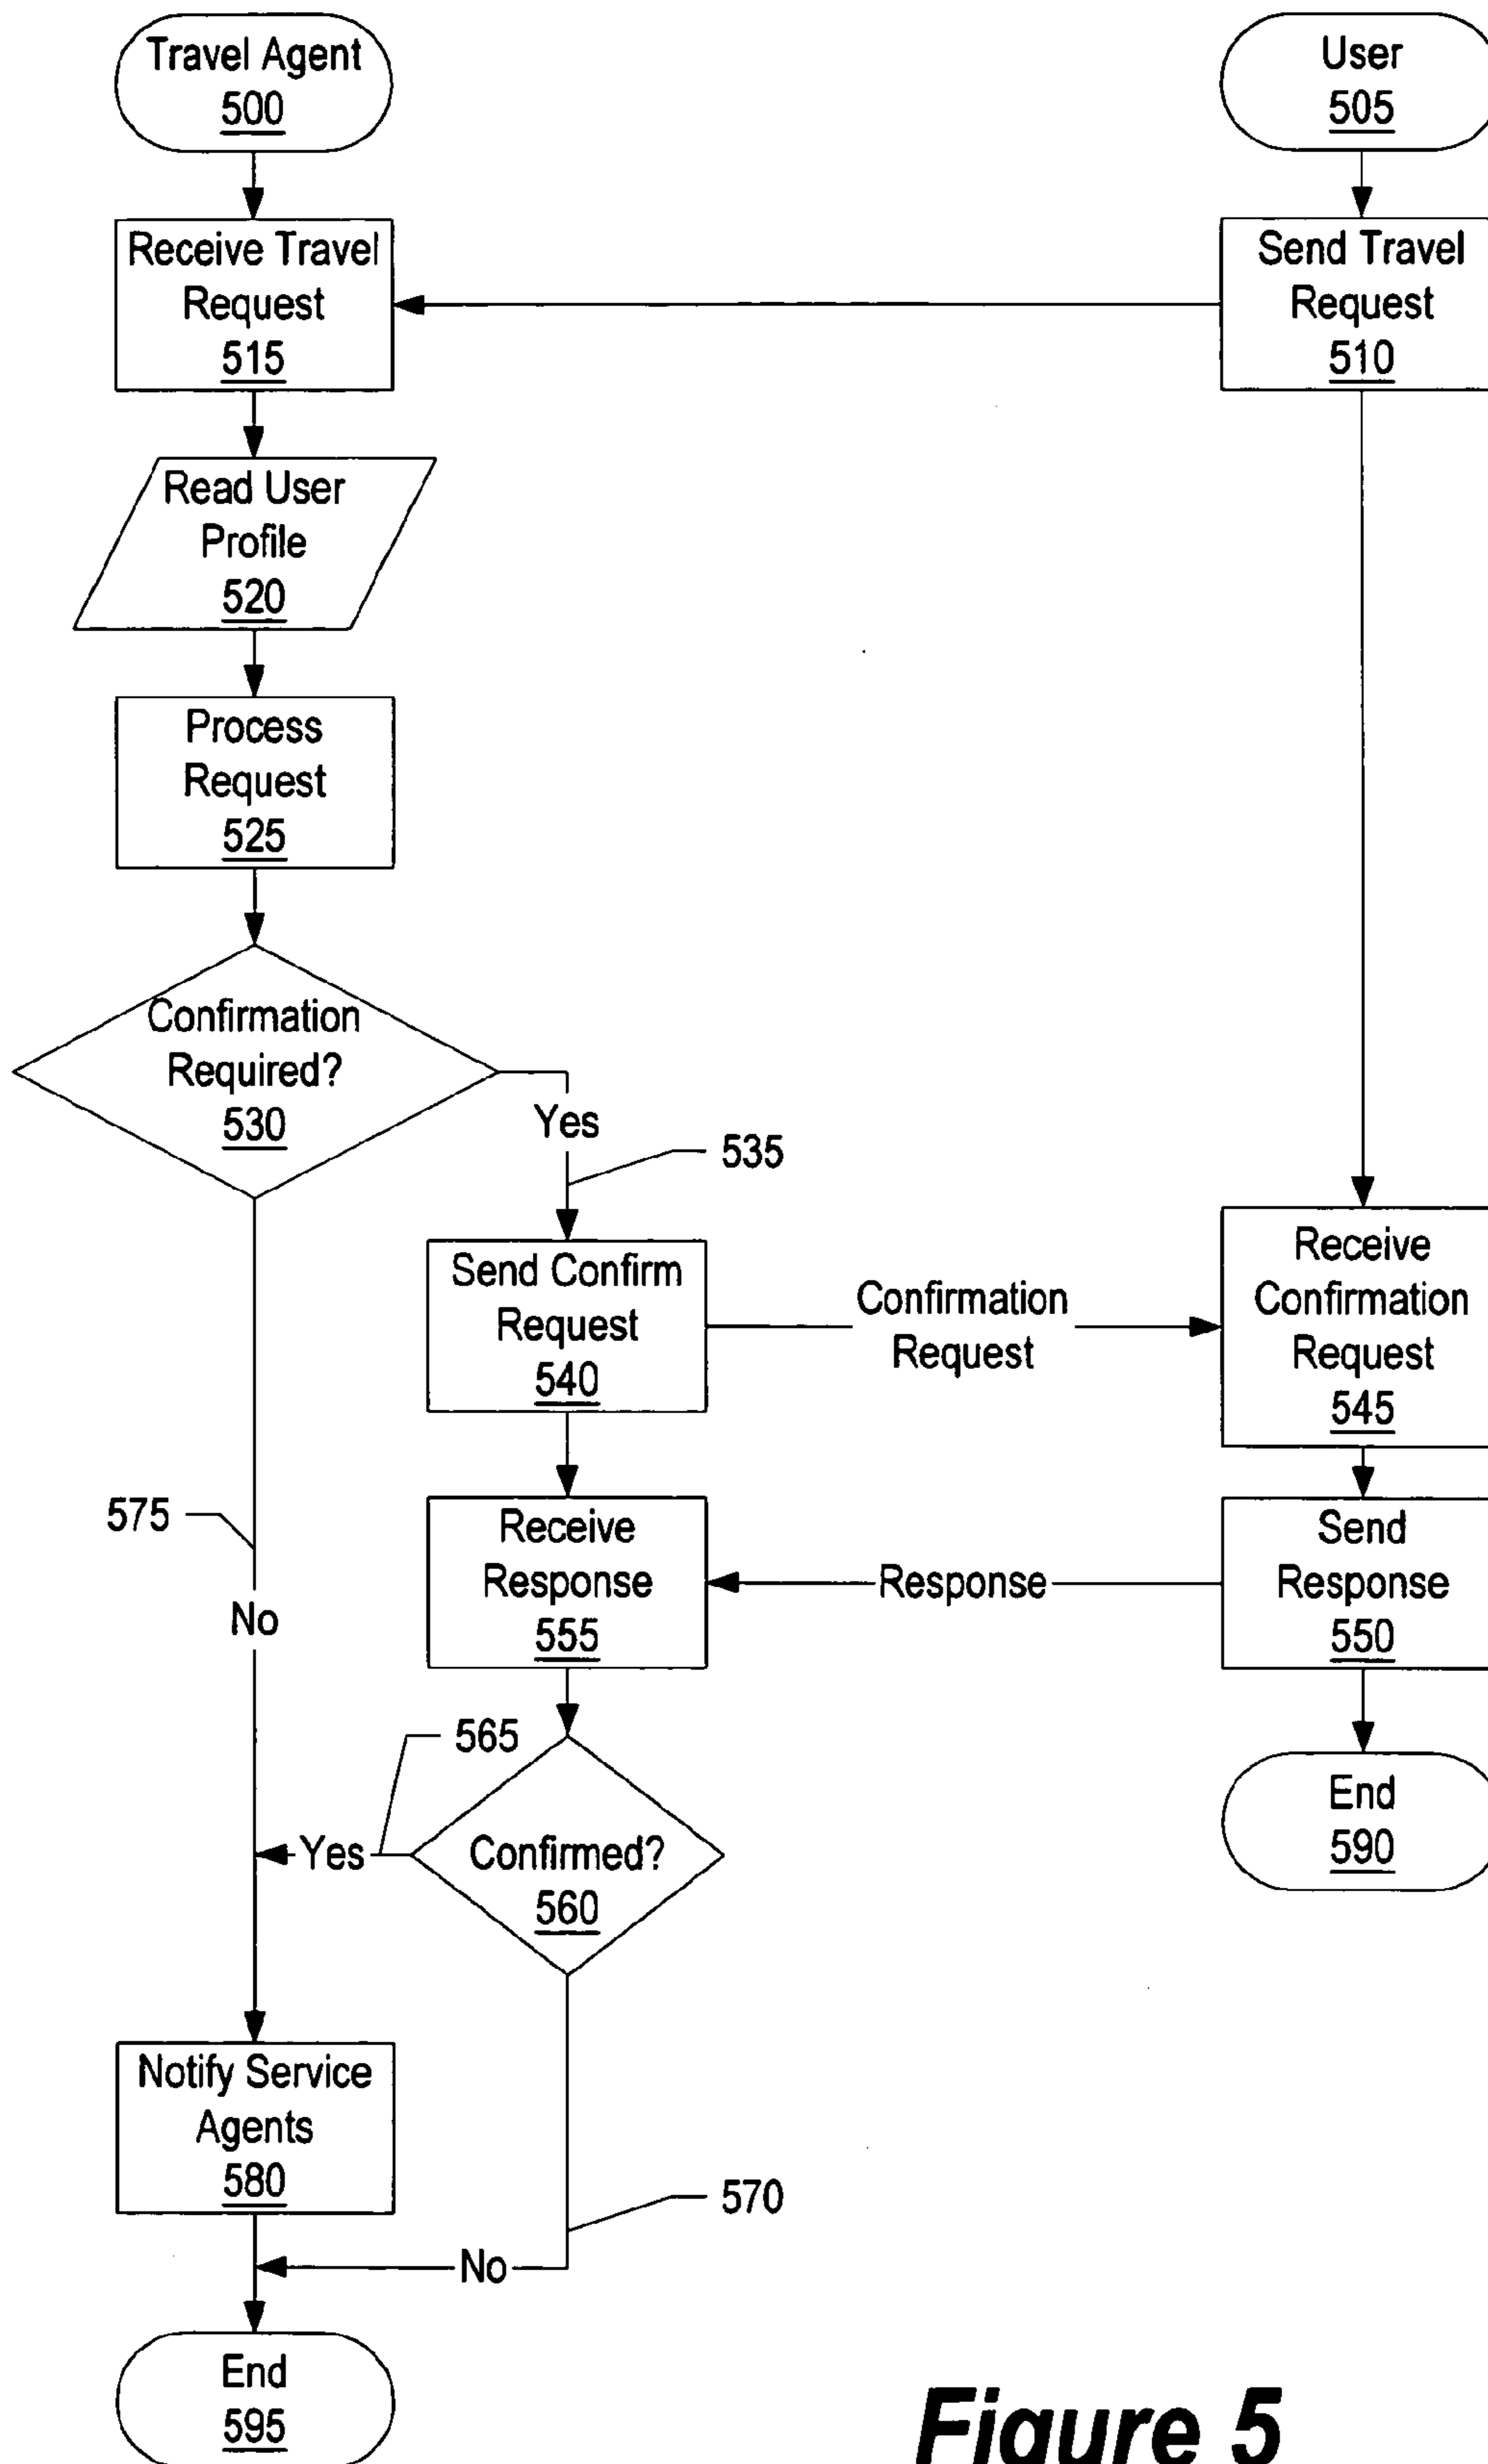 Travel Agent
500
User
505
Receive Travel
Request
515
Send Travel
Request
510
Read User
Profile
520
Process
Request
525
Confirmation
Required?
530
Yes
535
Send Confirm
Request
540
Confirmation
Request
Receive
Confirmation
Request
545
575
No
Receive
Response
555
Response
Send
Response
550
565
Yes
Confirmed?
560
End
590
Notify Service
Agents
580
570
No
End
595
Figure 5